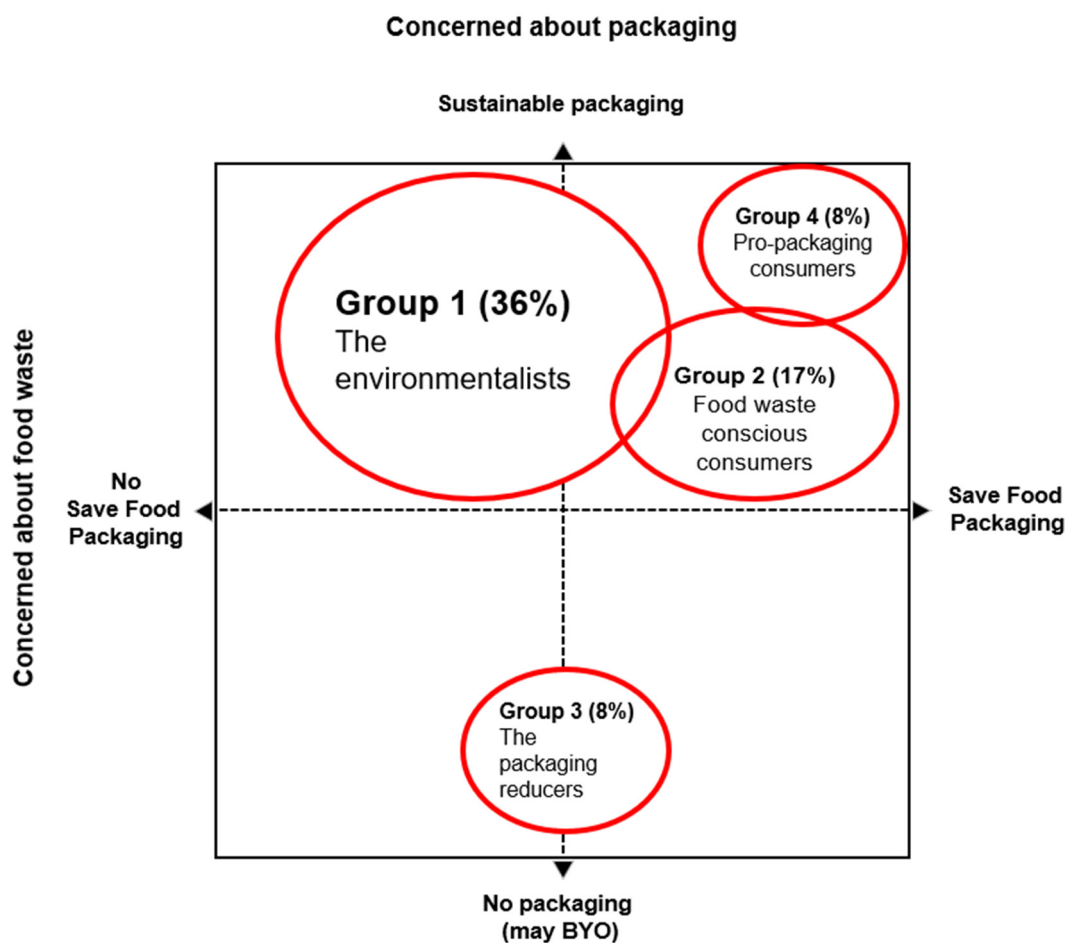 Concerned about packaging
Sustainable packaging
Group 4 (8%)
Pro-packaging
consumers
Group 1 (36%)
The
environmentalists
Group 2 (17%)
Food waste
conscious
consumers
Concerned about food waste
No
Save Food
Packaging
Save Food
Packaging
Group 3 (8%)
The
packaging
reducers
No packaging
(may BYO)